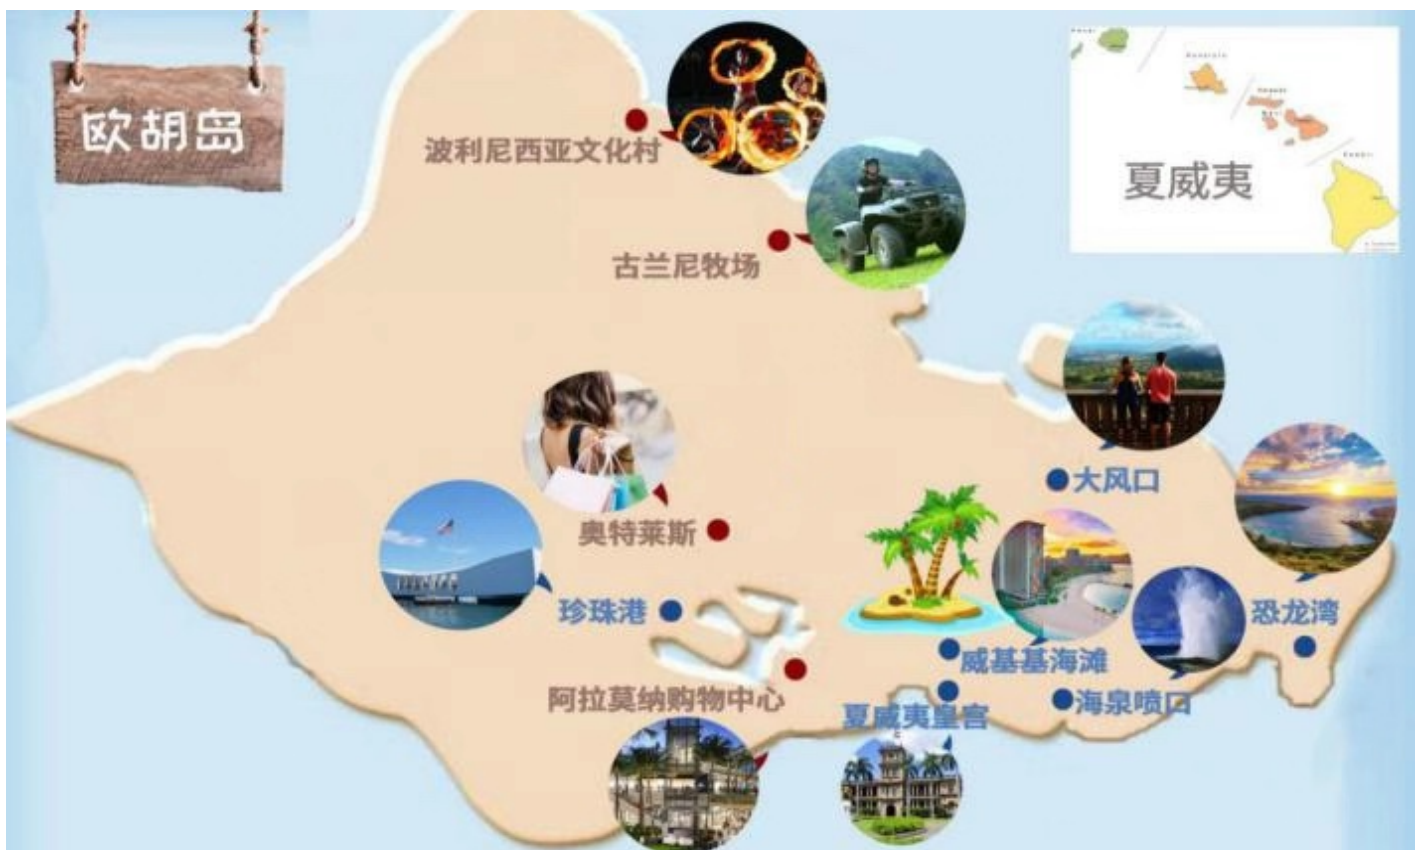 欧胡岛
波利尼西亚文化村
夏威夷
古兰尼牧场
大风口
奥特莱斯
珍珠港
恐龙湾
威基基海滩
阿拉莫纳购物中心
夏威夷皇宫
海泉喷口